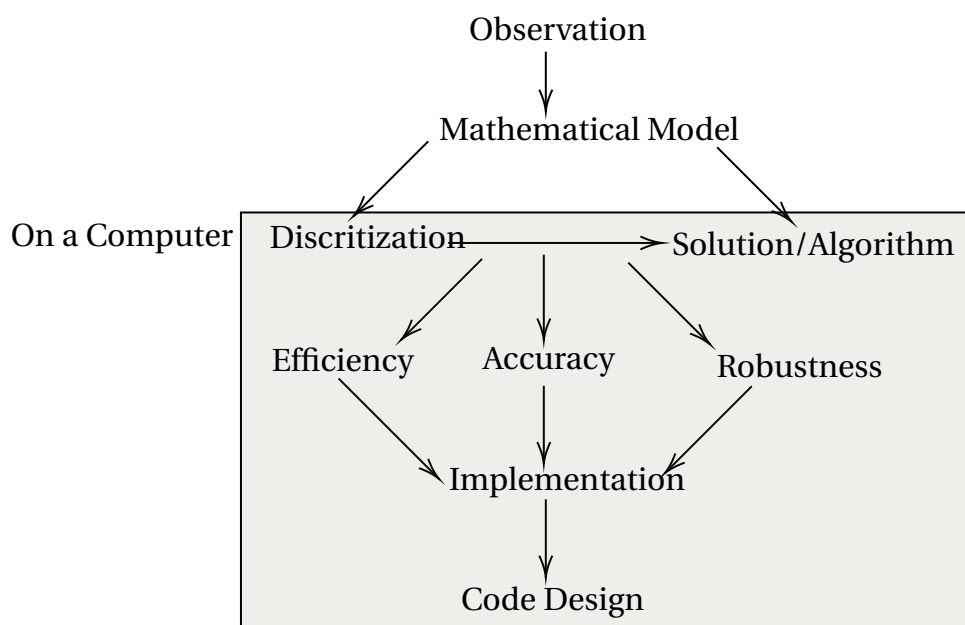 Observation
Mathematical Model
On a Computer
Discritization
Solution/Algorithm
Efficiency
Accuracy
Robustness
Implementation
Code Design